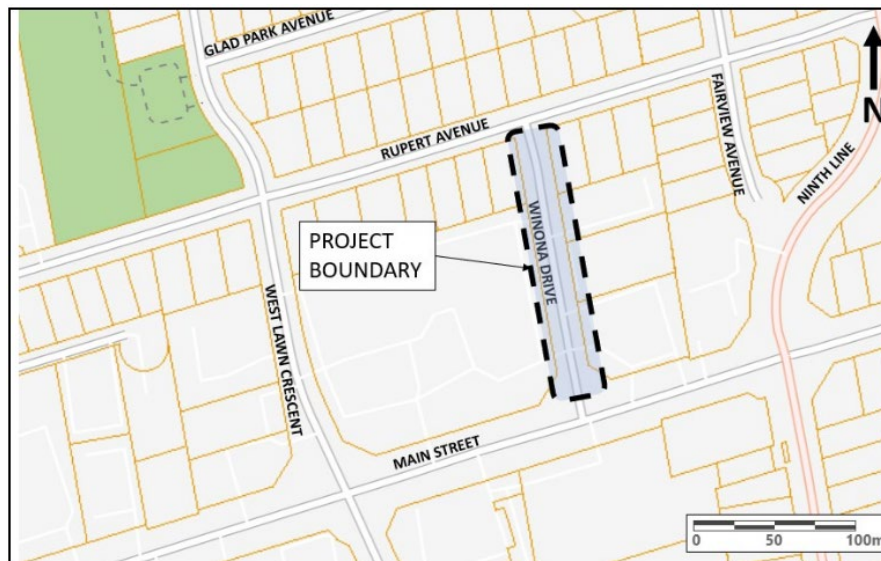 GLAD PARK AVENUE
N
RUPERT AVENUE
FAIRVIEW AVENUE
NINTH LINE
PROJECT
BOUNDARY
WINONA DRIVE
WEST LAWN CRESCENT
MAIN STREET
0 50 100m